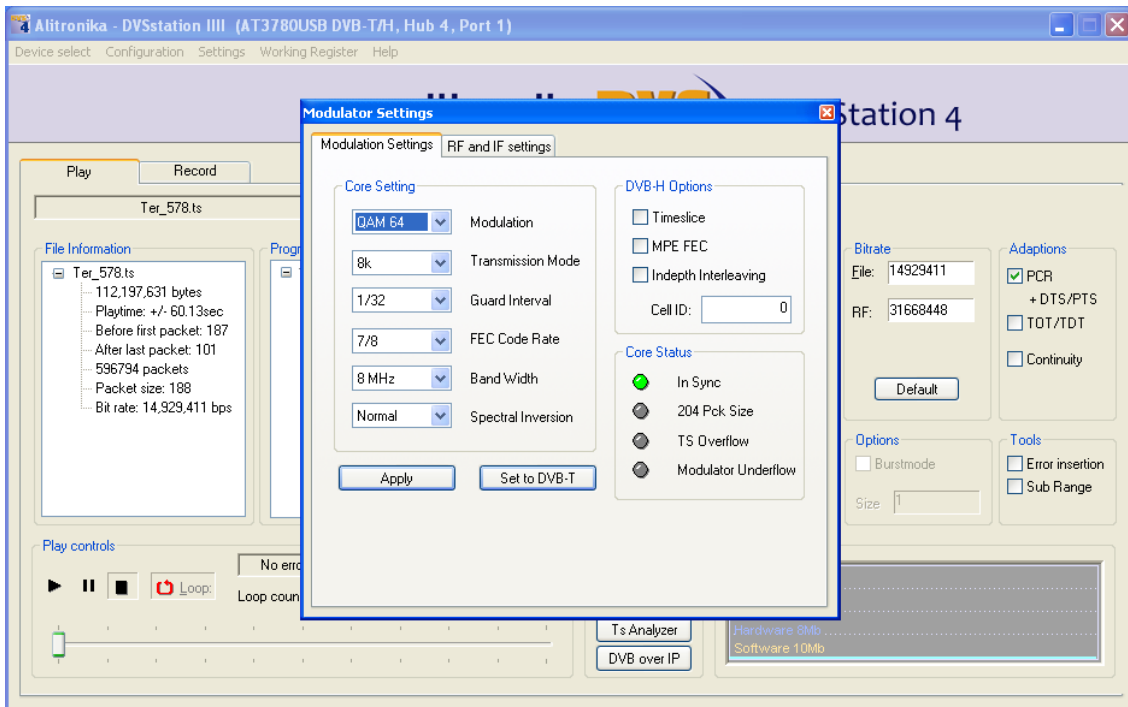 Alitronika - DVSstation IIII (AT3780USB DVB-T/H, Hub 4, Port 1)
Device select Configuration Settings Working Register Help
Station 4
Modulator Settings
Modulation Settings RF and IF settings
Play Record
Ter_578.ts
File Information
Ter_578.ts
112,197,631 bytes
Playtime: +/- 60.13sec
Before first packet: 187
After last packet: 101
596794 packets
Packet size: 188
Bit rate: 14,929,411 bps
Core Setting
QAM 64 Modulation
8k Transmission Mode
1/32 Guard Interval
7/8 FEC Code Rate
8 MHz Band Width
Normal Spectral Inversion
Apply Set to DVB-T
DVB-H Options
Timeslice
MPE FEC
Indepth Interleaving
Cell ID: 0
Core Status
In Sync
204 Pck Size
TS Overflow
Modulator Underflow
Bitrate
File: 14929411
RF: 31668448
Default
Adaptions
PCR
+ DTS/PTS
TOT/TDT
Continuity
Options
Burstmode
Size 1
Tools
Error insertion
Sub Range
Play controls
No
Loop:
Loop
Ts Analyzer
DVB over IP
Hardware 8Mb
Software 10Mb